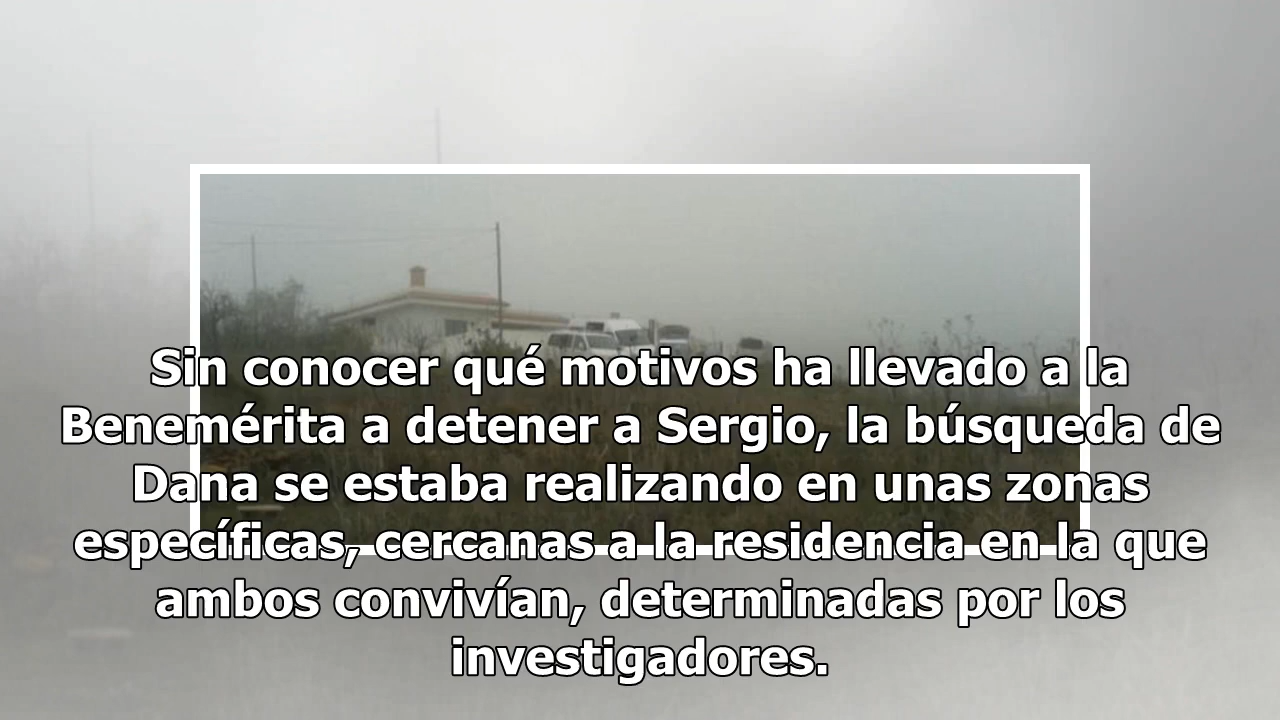 Sin conocer qué motivos ha llevado a la
Benemérita a detener a Sergio, la búsqueda de
Dana se estaba realizando en unas zonas
específicas, cercanas a la residencia en la que
ambos convivían, determinadas por los
investigadores.